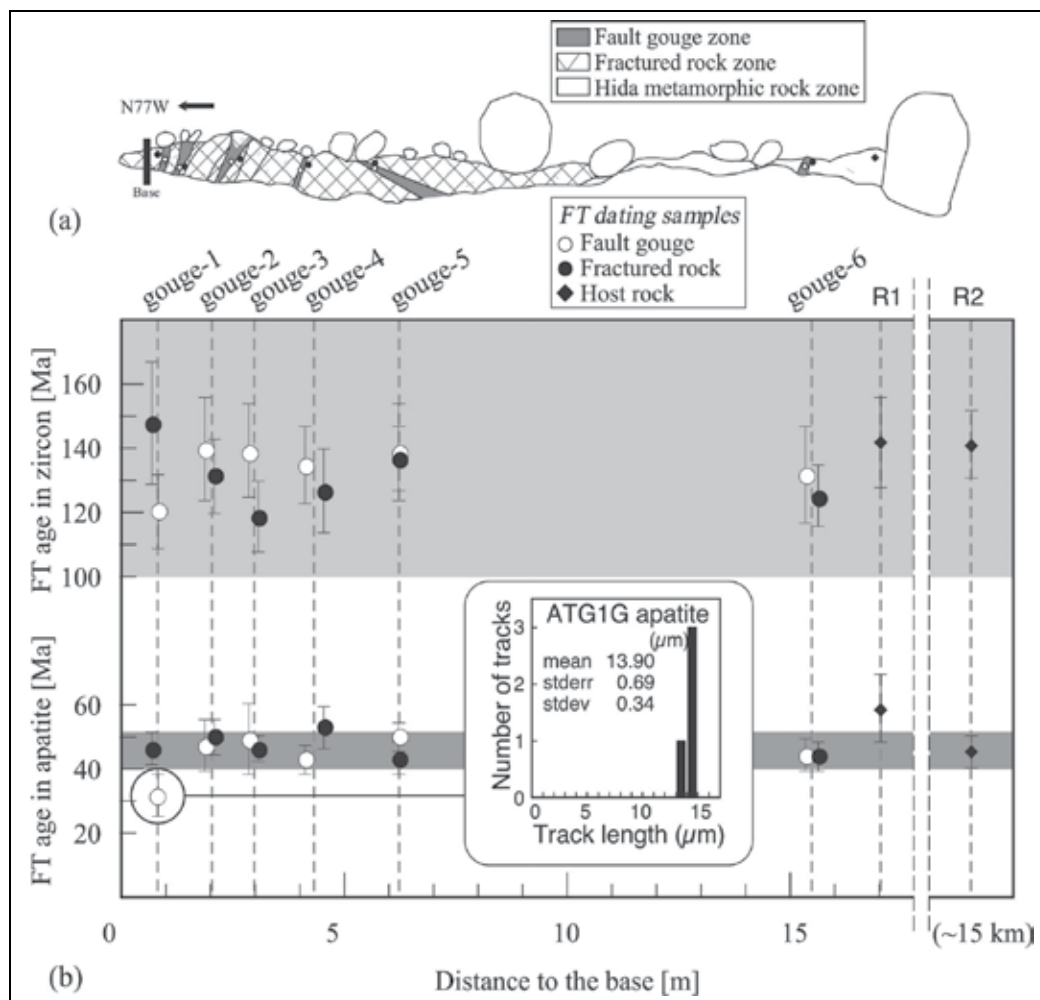 Fault gouge zone
Fractured rock zone
Hida metamorphic rock zone
N77W
Base
(a)
FT dating samples
Fault gouge
Fractured rock
Host rock
gouge-1
gouge-2
gouge-3
gouge-4
gouge-5
gouge-6
R1
R2
FT age in zircon [Ma]
160
140
120
100
FT age in apatite [Ma]
60
40
20
ATG1G apatite
(μm)
mean 13.90
stderr 0.69
stdev 0.34
Number of tracks
3
2
1
0
0 5 10 15
Track length (μm)
0 5 10 15 (~15 km)
(b)
Distance to the base [m]